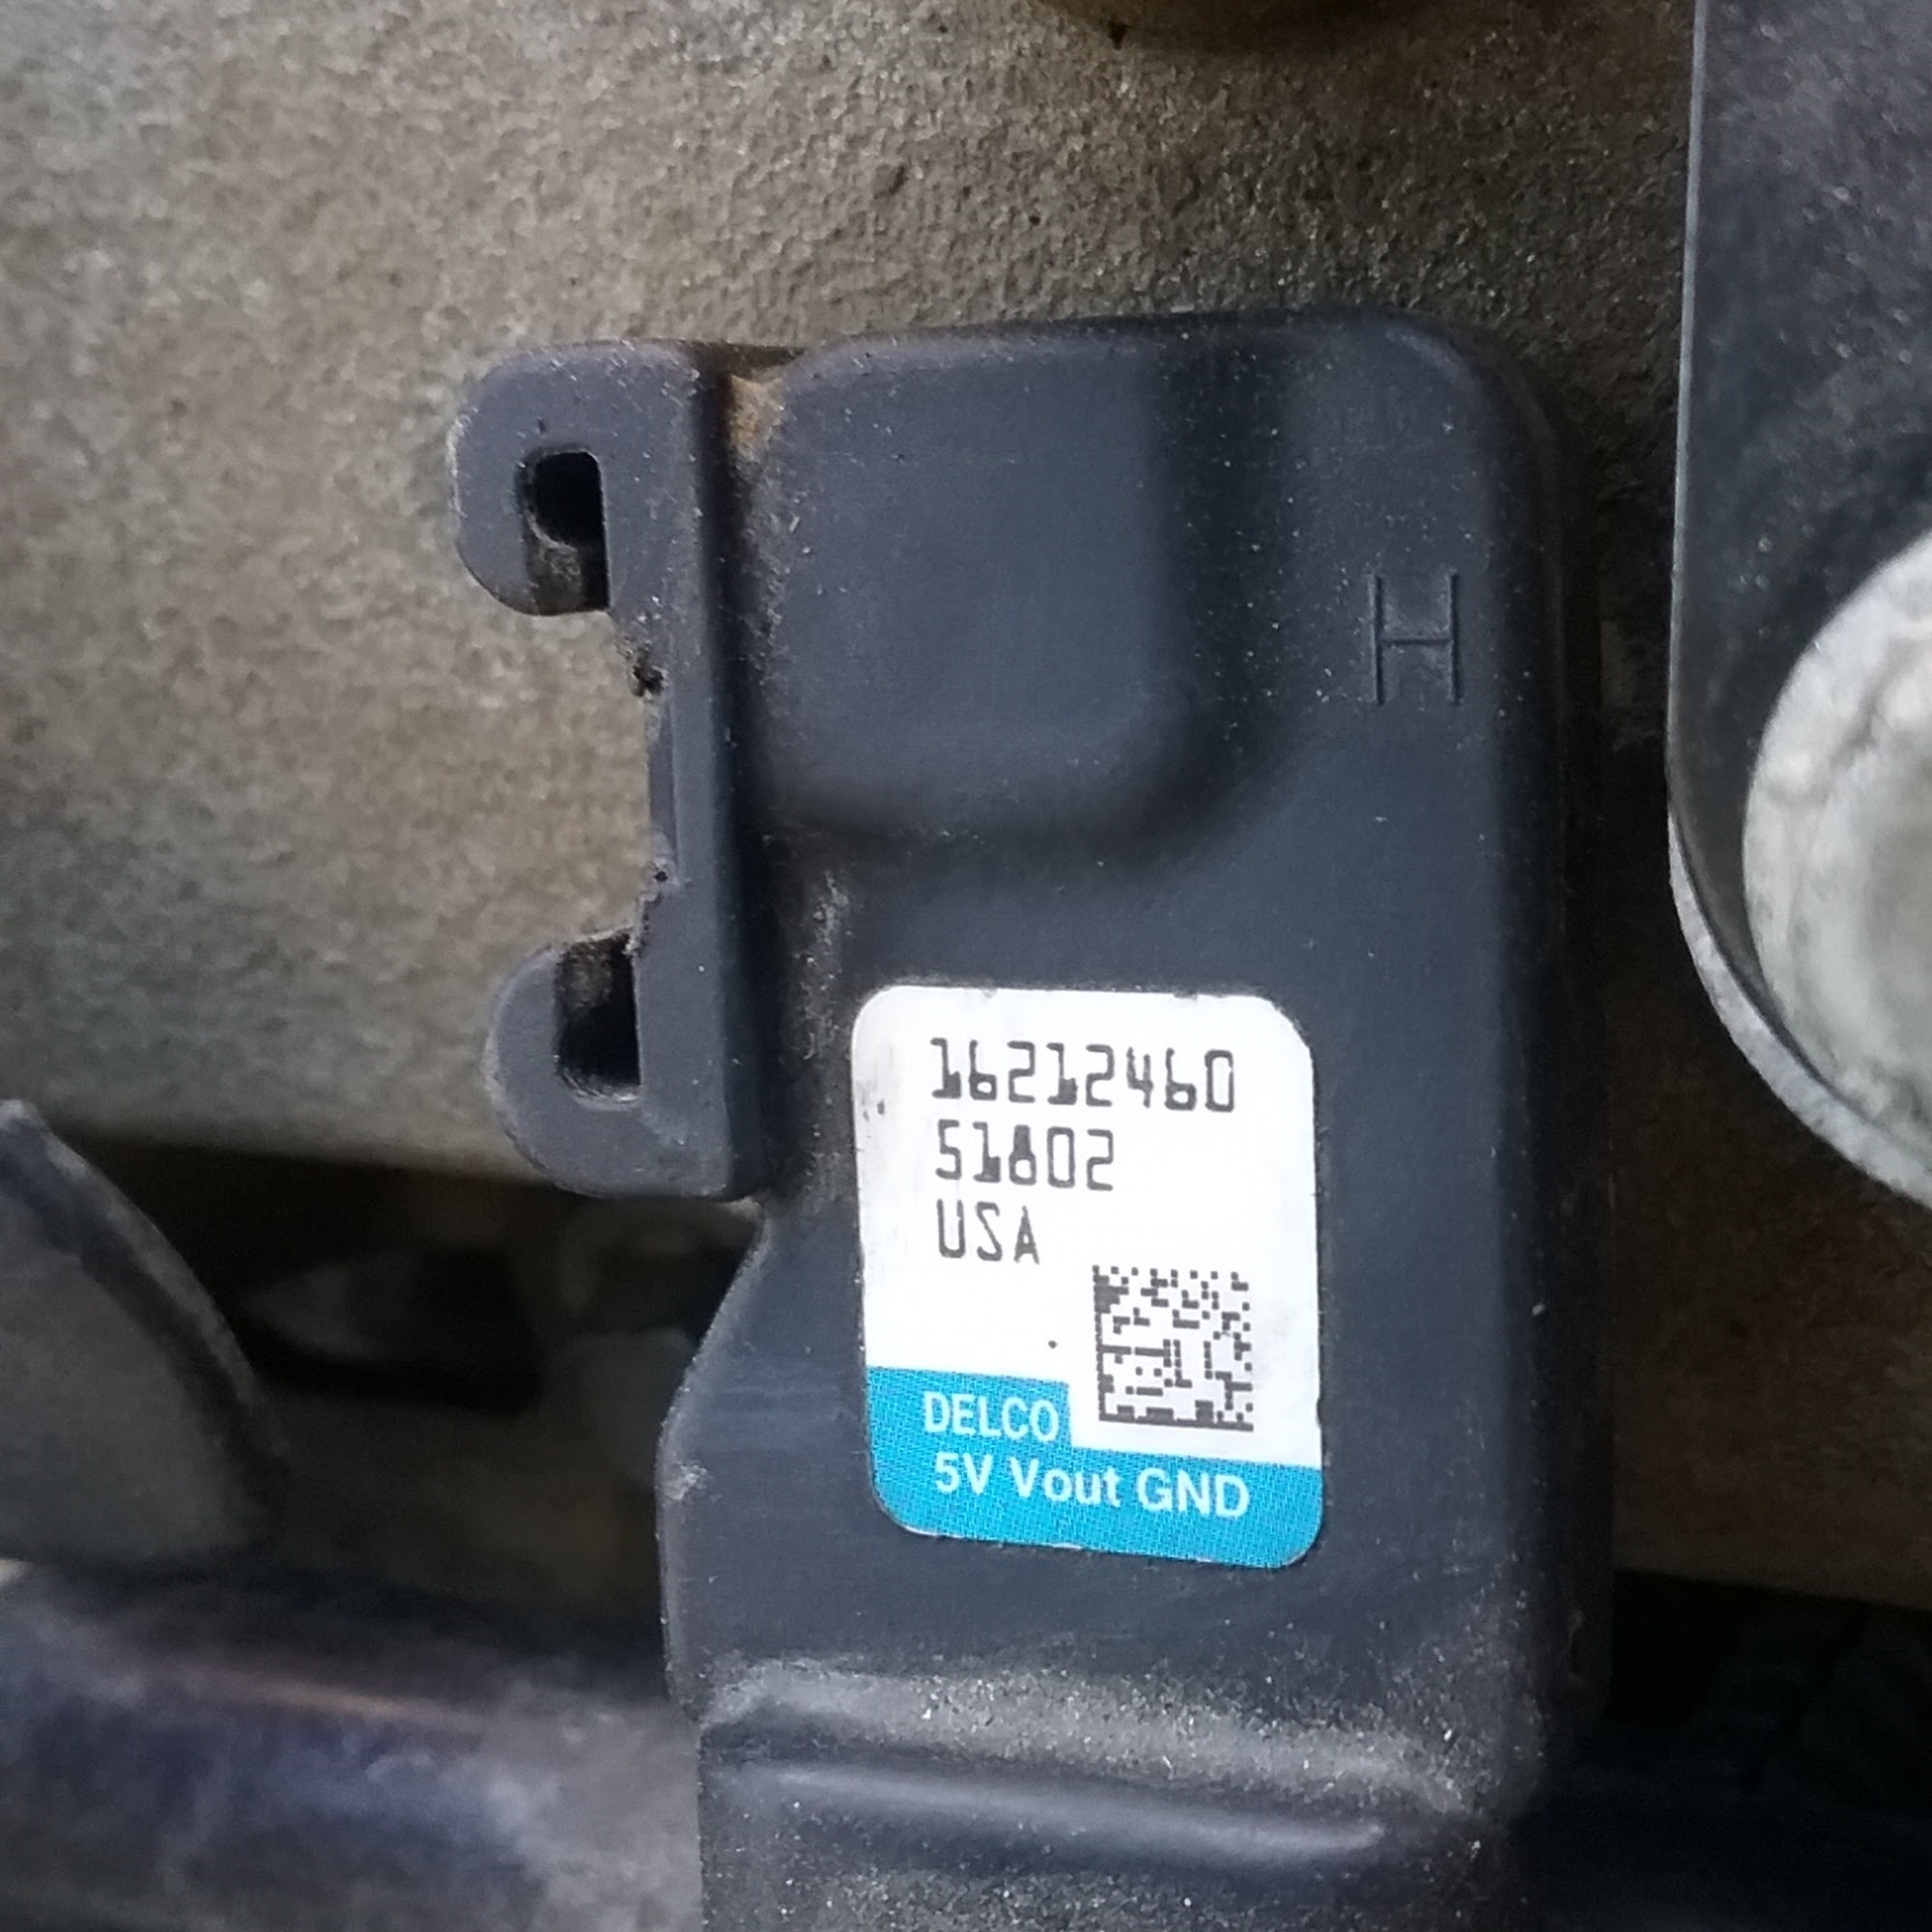 H
16212460
51802
USA
DELCO
5V Vout GND